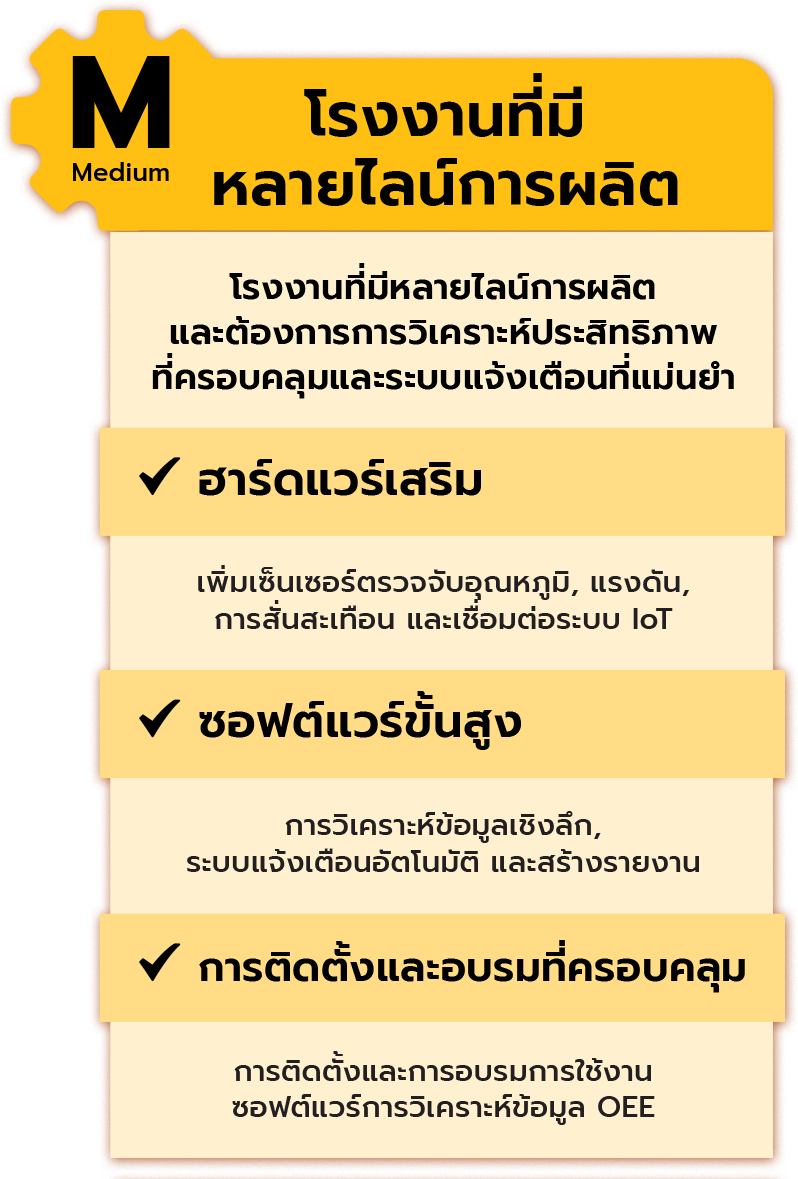 M
Medium
โรงงานที่มี
หลายไลน์การผลิต
โรงงานที่มีหลายไลน์การผลิต
และต้องการการวิเคราะห์ประสิทธิภาพ
ที่ครอบคลุมและระบบแจ้งเตือนที่แม่นยำ
✓ ฮาร์ดแวร์เสริม
เพิ่มเซ็นเซอร์ตรวจจับอุณหภูมิ, แรงดัน,
การสั่นสะเทือน และเชื่อมต่อระบบ IoT
✓ ซอฟต์แวร์ขั้นสูง
การวิเคราะห์ข้อมูลเชิงลึก,
ระบบแจ้งเตือนอัตโนมัติ และสร้างรายงาน
✓ การติดตั้งและอบรมที่ครอบคลุม
การติดตั้งและการอบรมการใช้งาน
ซอฟต์แวร์การวิเคราะห์ข้อมูล OEE